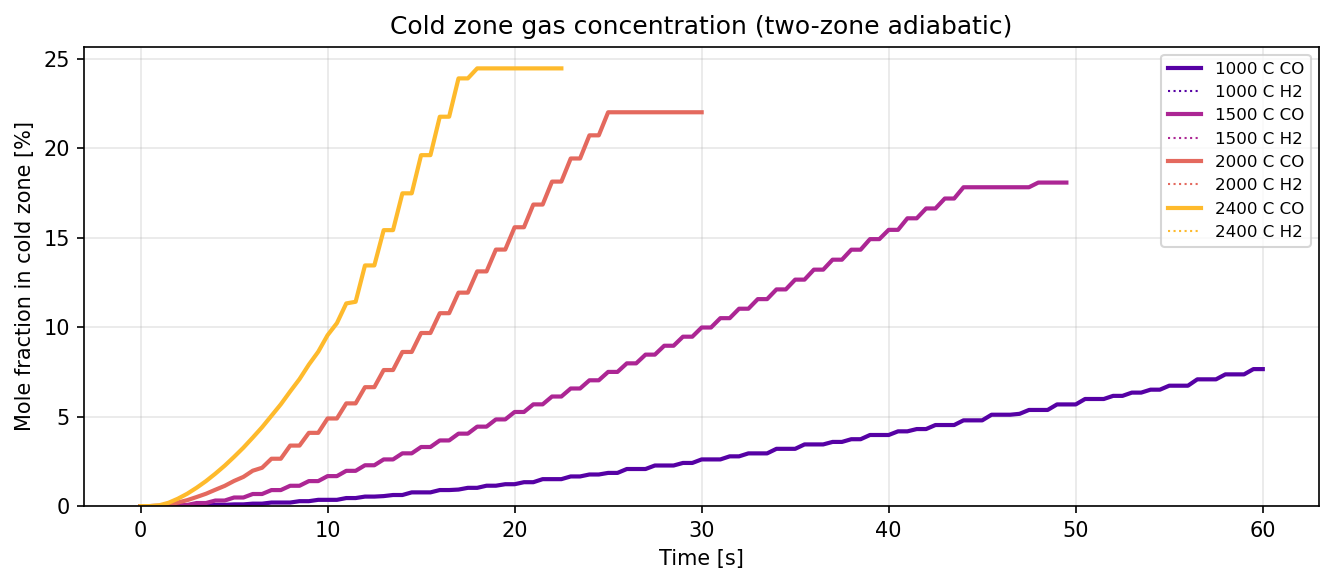 Cold zone gas concentration (two-zone adiabatic)
Mole fraction in cold zone [%]
25
20
15
10
5
0
1000 C CO
1000 C H2
1500 C CO
1500 C H2
2000 C CO
2000 C H2
2400 C CO
2400 C H2
0 10 20 30 40 50 60
Time [s]